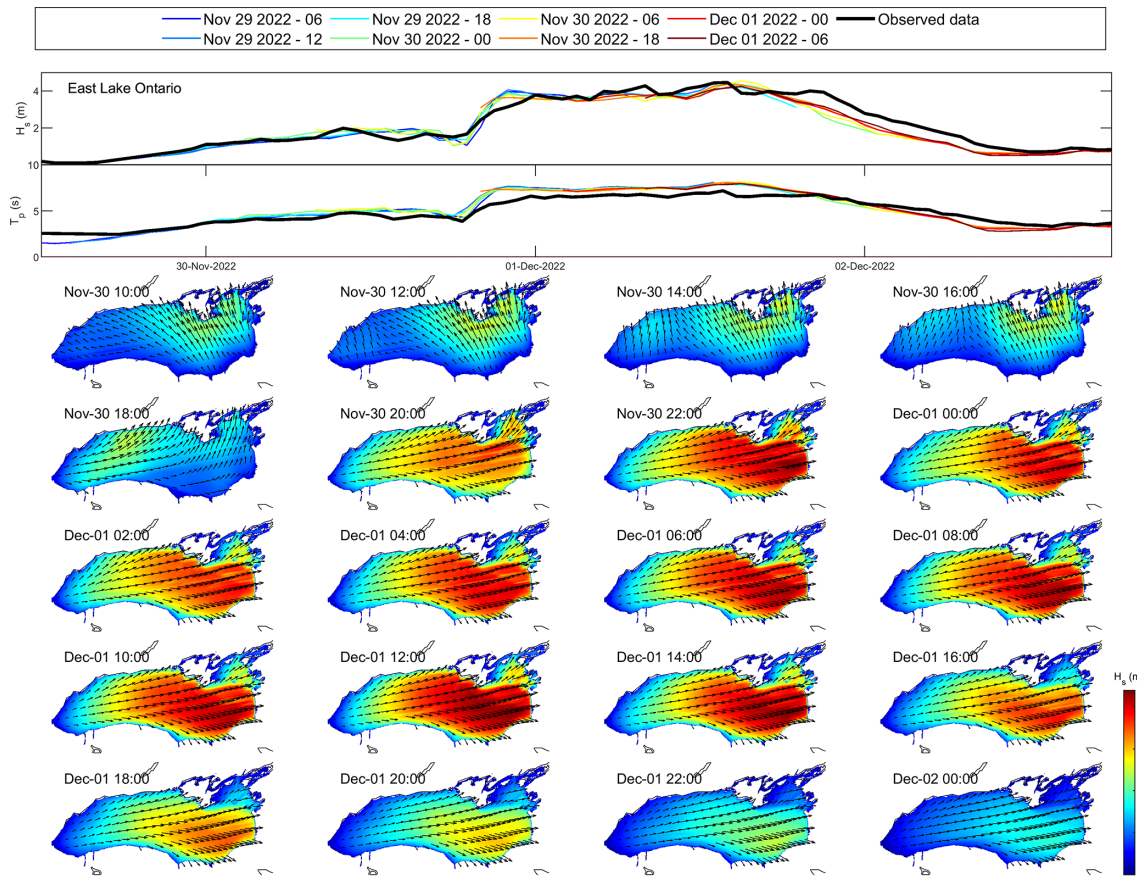 Nov 29 2022 - 06 Nov 29 2022 - 18 Nov 30 2022 - 06 Dec 01 2022 - 00 Observed data
Nov 29 2022 - 12 Nov 30 2022 - 00 Nov 30 2022 - 18 Dec 01 2022 - 06
East Lake Ontario
4
H_s (m)
2
10
T_p (s)
5
0
30-Nov-2022 01-Dec-2022 02-Dec-2022
Nov-30 10:00 Nov-30 12:00 Nov-30 14:00 Nov-30 16:00
Nov-30 18:00 Nov-30 20:00 Nov-30 22:00 Dec-01 00:00
Dec-01 02:00 Dec-01 04:00 Dec-01 06:00 Dec-01 08:00
Dec-01 10:00 Dec-01 12:00 Dec-01 14:00 Dec-01 16:00
H_s (m
Dec-01 18:00 Dec-01 20:00 Dec-01 22:00 Dec-02 00:00